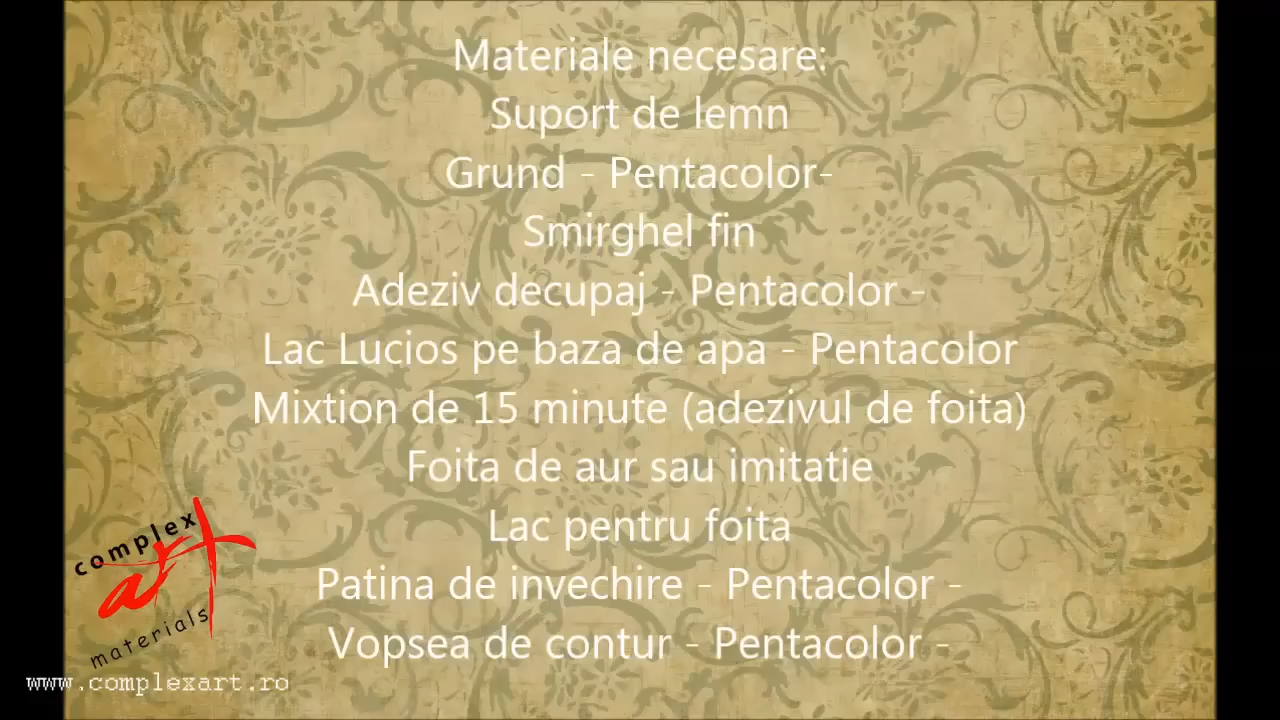 Materiale necesare:
Suport de lemn
Grund - Pentacolor-
Smirghel fin
Adeziv decupaj - Pentacolor -
Lac Lucios pe baza de apa - Pentacolor
Mixtion de 15 minute (adezivul de foita)
Foita de aur sau imitatie
Lac pentru foita
Patina de invechire - Pentacolor -
Vopsea de contur - Pentacolor -
complex
art
materials
www.complexart.ro